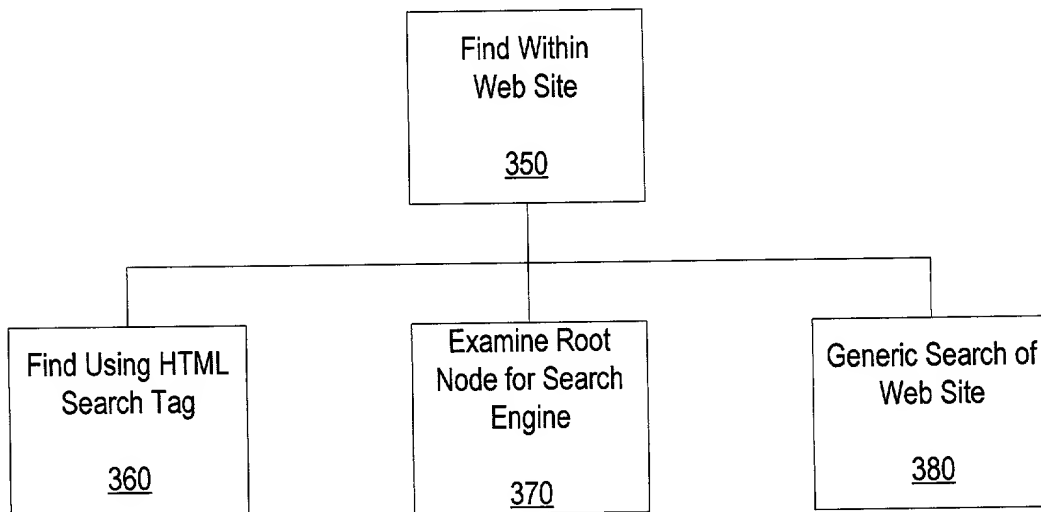 Find Within
Web Site
350
Find Using HTML
Search Tag
360
Examine Root
Node for Search
Engine
370
Generic Search of
Web Site
380